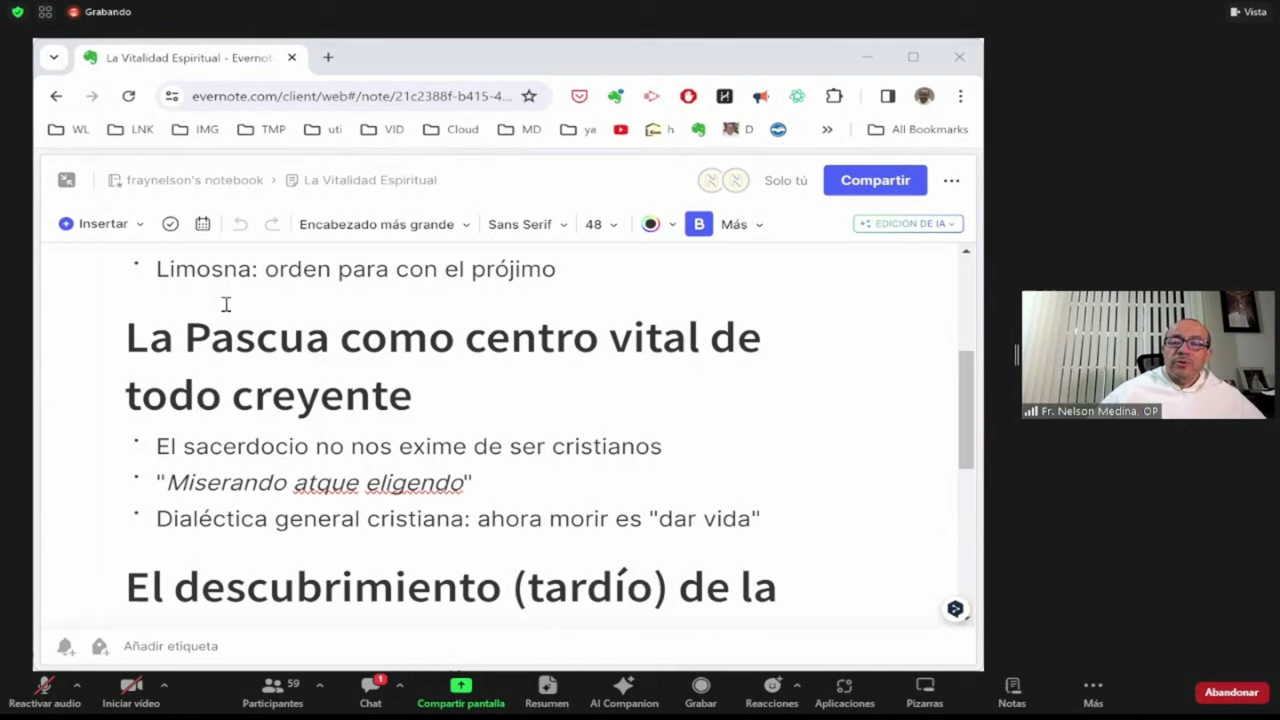 Grabando
Vista
La Vitalidad Espiritual - Evernot
evernote.com/client/web#/note/21c2388f-b415-4...
WL LNK IMG TMP uti VID Cloud MD ya h D All Bookmarks
fraynelson's notebook La Vitalidad Espiritual Solo tú Compartir
Insertar Encabezado más grande Sans Serif 48 B Más EDICIÓN DE IA
Limosna: orden para con el prójimo
La Pascua como centro vital de
todo creyente
El sacerdocio no nos exime de ser cristianos
"Miserando atque eligendo"
Dialéctica general cristiana: ahora morir es "dar vida"
El descubrimiento (tardío) de la
Añadir etiqueta
Fr. Nelson Medina, OP
59
1
Reactivar audio Iniciar vídeo Participantes Chat Compartir pantalla Resumen AI Companion Grabar Reacciones Aplicaciones Pizarras Notas Más Abandonar